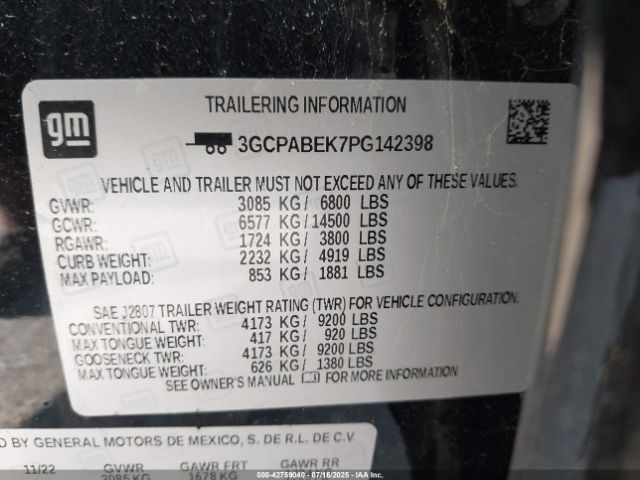 gm
TRAILERING INFORMATION
3GCPABEK7PG142398
VEHICLE AND TRAILER MUST NOT EXCEED ANY OF THESE VALUES.
GVWR: 3085 KG / 6800 LBS
GCWR: 6577 KG / 14500 LBS
RGAWR: 1724 KG / 3800 LBS
CURB WEIGHT: 2232 KG / 4919 LBS
MAX PAYLOAD: 853 KG / 1881 LBS
SAE J2807 TRAILER WEIGHT RATING (TWR) FOR VEHICLE CONFIGURATION.
CONVENTIONAL TWR: 4173 KG / 9200 LBS
MAX TONGUE WEIGHT: 417 KG / 920 LBS
GOOSENECK TWR: 4173 KG / 9200 LBS
MAX TONGUE WEIGHT: 626 KG / 1380 LBS
SEE OWNER'S MANUAL FOR MORE INFORMATION
D BY GENERAL MOTORS DE MEXICO, S. DE R.L. DE C.V.
11/22 GVWR GAWR FRT GAWR RR
3085 KG 1678 KG
© IAA Holdings, LLC. 000-42759040 - 07/16/2025 - IAA Inc.